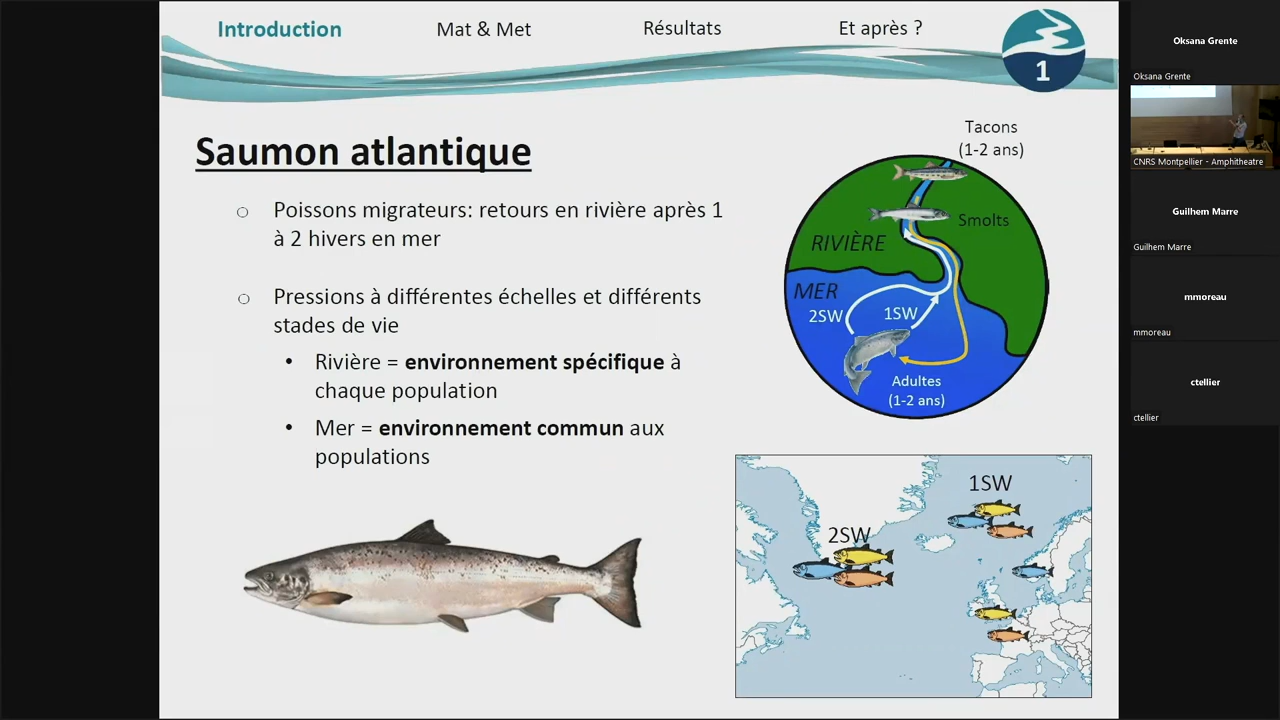 Introduction
Mat & Met
Résultats
Et après ?
1
Saumon atlantique
Poissons migrateurs: retours en rivière après 1
à 2 hivers en mer
Pressions à différentes échelles et différents
stades de vie
Rivière = environnement spécifique à
chaque population
Mer = environnement commun aux
populations
Tacons
(1-2 ans)
Smolts
RIVIÈRE
MER
2SW
1SW
Adultes
(1-2 ans)
1SW
2SW
Oksana Grente
Oksana Grente
CNRS Montpellier - Amphitheatre
Guilhem Marre
Guilhem Marre
mmoreau
mmoreau
ctellier
ctellier